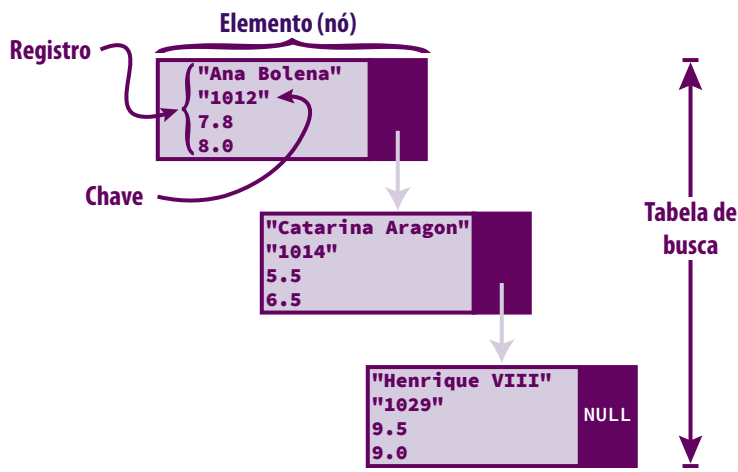 Elemento (nó)
Registro
"Ana Bolena"
"1012"
7.8
8.0
Chave
"Catarina Aragon"
"1014"
5.5
6.5
Tabela de
busca
"Henrique VIII"
"1029"
9.5
9.0
NULL